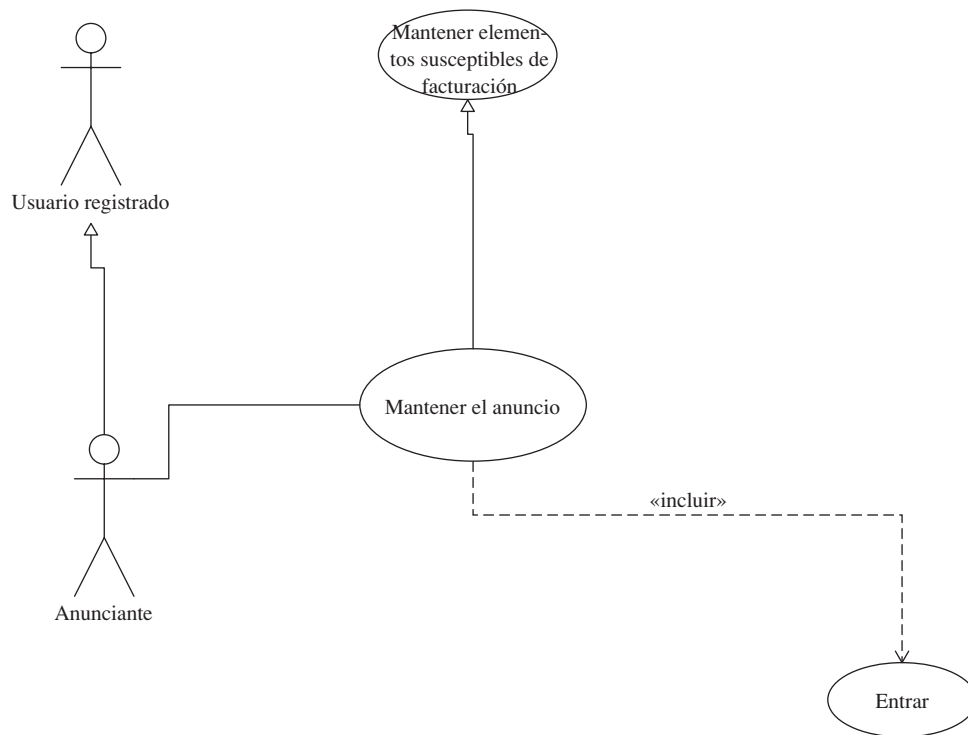 Mantener elemen-
tos susceptibles de
facturación
Usuario registrado
Mantener el anuncio
«incluir»
Anunciante
Entrar